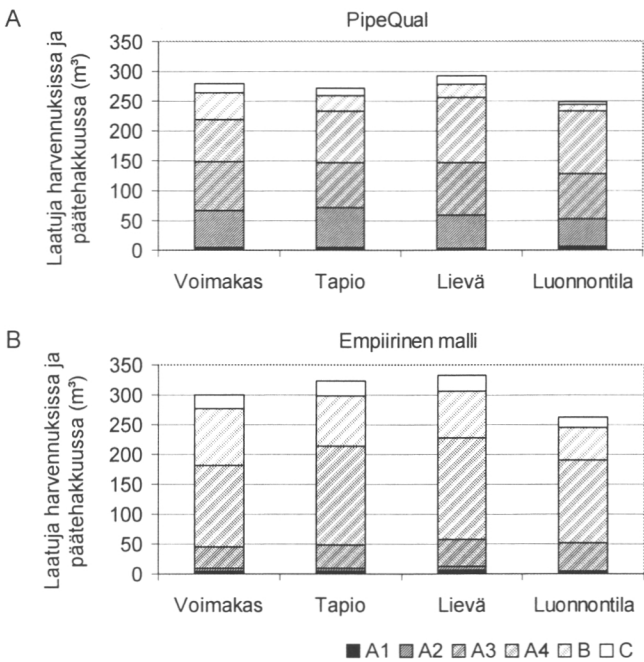 A
PipeQual
Laatuja harvennuksissa ja
päätehakkuussa (m³)
350
300
250
200
150
100
50
0
Voimakas Tapio Lievä Luonnontila
B
Empiirinen malli
Laatuja harvennuksissa ja
päätehakkuussa (m³)
350
300
250
200
150
100
50
0
Voimakas Tapio Lievä Luonnontila
A1 A2 A3 A4 B C